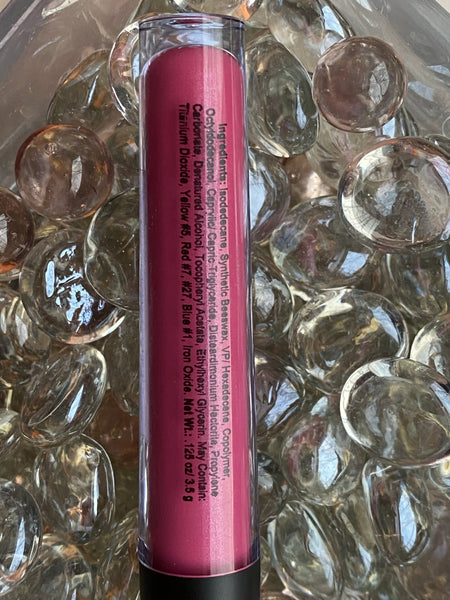 Ingredients: Isododecane, Synthetic Beeswax, VP/ Hexadecane, Copolymer,
Octyldodecanol, Caprylic/ Capric Triglyceride, Disteardimonium Hectorite, Propylene
Carbonate, Denatured Alcohol, Tocopheryl Acetate, Ethylhexyl Glycerin. May Contain:
Titanium Dioxide, Yellow #5, Red #7, #27, Blue #1, Iron Oxide. Net Wt.: .125 oz/ 3.5 g